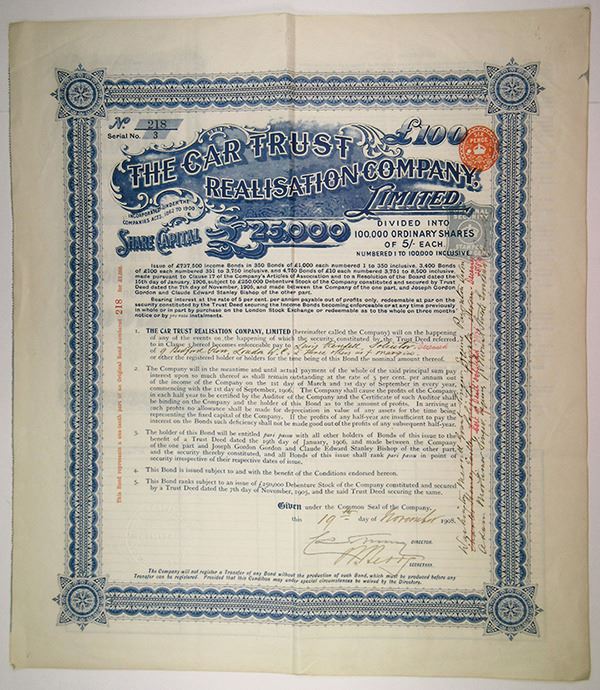 No. 218
Serial No. 3
£100
SIX PENCE
THE CAR TRUST
REALISATION COMPANY,
LIMITED
INCORPORATED UNDER THE
COMPANIES ACTS, 1862 TO 1900
SHARE CAPITAL £25,000
DIVIDED INTO
100,000 ORDINARY SHARES
OF 5/- EACH.
NUMBERED 1 TO 100,000 INCLUSIVE
Issue of £737,500 Income Bonds in 350 Bonds of £1,000 each numbered 1 to 350 inclusive, 3,400 Bonds
of £100 each numbered 351 to 3,750 inclusive, and 4,750 Bonds of £10 each numbered 3,751 to 8,500 inclusive,
made pursuant to Clause 17 of the Company's Articles of Association and to a Resolution of the Board dated the
15th day of January, 1906, subject to £250,000 Debenture Stock of the Company constituted and secured by Trust
Deed dated the 7th day of November, 1905, and made between the Company of the one part, and Joseph Gordon
Gordon and Claude Edward Stanley Bishop of the other part.
Bearing interest at the rate of 5 per cent. per annum payable out of profits only, redeemable at par on the
security constituted by the Trust Deed securing the Income Bonds becoming enforceable or at any time previously
in whole or in part by purchase on the London Stock Exchange or redeemable as to the whole on three months
notice or by pro rata instalments.
1. THE CAR TRUST REALISATION COMPANY, LIMITED (hereinafter called the Company) will on the happening
of any of the events on the happening of which the security constituted by the Trust Deed referred
to in Clause 3 hereof becomes enforceable pay to Solicitor
of 9 Bedford Row, London W.C. & three others as p margin
or other the registered holder or holders for the time being of this Bond the nominal amount thereof.
2. The Company will in the meantime and until actual payment of the whole of the said principal sum pay
interest upon so much thereof as shall remain outstanding at the rate of 5 per cent. per annum out
of the income of the Company on the 1st day of March and 1st day of September in every year,
commencing with the 1st day of September, 1906. The Company shall cause the profits of the Company
in each half year to be certified by the Auditor of the Company and the Certificate of such Auditor shall
be binding on the Company and the holder of this Bond as to the amount of profits. In arriving at
such profits no allowance shall be made for depreciation in value of any assets for the time being
representing the fixed capital of the Company. If the profits of any half-year are insufficient to pay the
interest on the Bonds such deficiency shall not be made good out of the profits of any subsequent half-year.
3. The holder of this Bond will be entitled pari passu with all other holders of Bonds of this issue to the
benefit of a Trust Deed dated the 19th day of January, 1906, and made between the Company
of the one part and Joseph Gordon Gordon and Claude Edward Stanley Bishop of the other part,
and the security thereby constituted, and all Bonds of this issue shall rank pari passu in point of
security irrespective of their respective dates of issue.
4. This Bond is issued subject to and with the benefit of the Conditions endorsed hereon.
5. This Bond ranks subject to an issue of £250,000 Debenture Stock of the Company constituted and secured
by a Trust Deed dated the 7th day of November, 1905, and the said Trust Deed securing the same.
Given under the Common Seal of the Company.
this 19th day of November 1908.
DIRECTOR.
SECRETARY.
The Company will not register a Transfer of any Bond without the production of such Bond, which must be produced before any
Transfer can be registered. Provided that this Condition may under special circumstances be waived by the Directors.
This Bond represents a one tenth part of an Original Bond numbered 218 for £1,000.